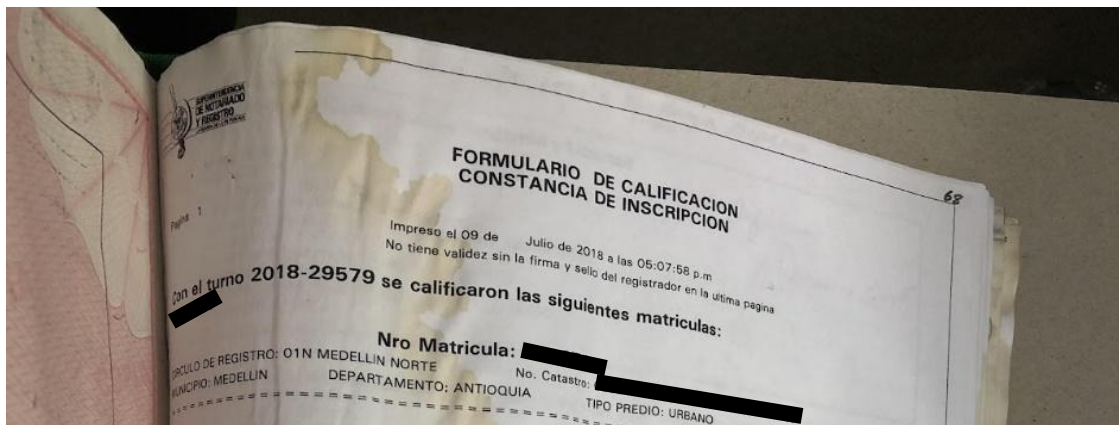 SUPERINTENDENCIA
DE NOTARIADO
Y REGISTRO
68
FORMULARIO DE CALIFICACION
CONSTANCIA DE INSCRIPCION
Pagina 1
Impreso el 09 de Julio de 2018 a las 05:07:58 p.m
No tiene validez sin la firma y sello del registrador en la ultima pagina
Con el turno 2018-29579 se calificaron las siguientes matriculas:
Nro Matricula:
CIRCULO DE REGISTRO: 01N MEDELLIN NORTE No. Catastro:
MUNICIPIO: MEDELLIN DEPARTAMENTO: ANTIOQUIA TIPO PREDIO: URBANO